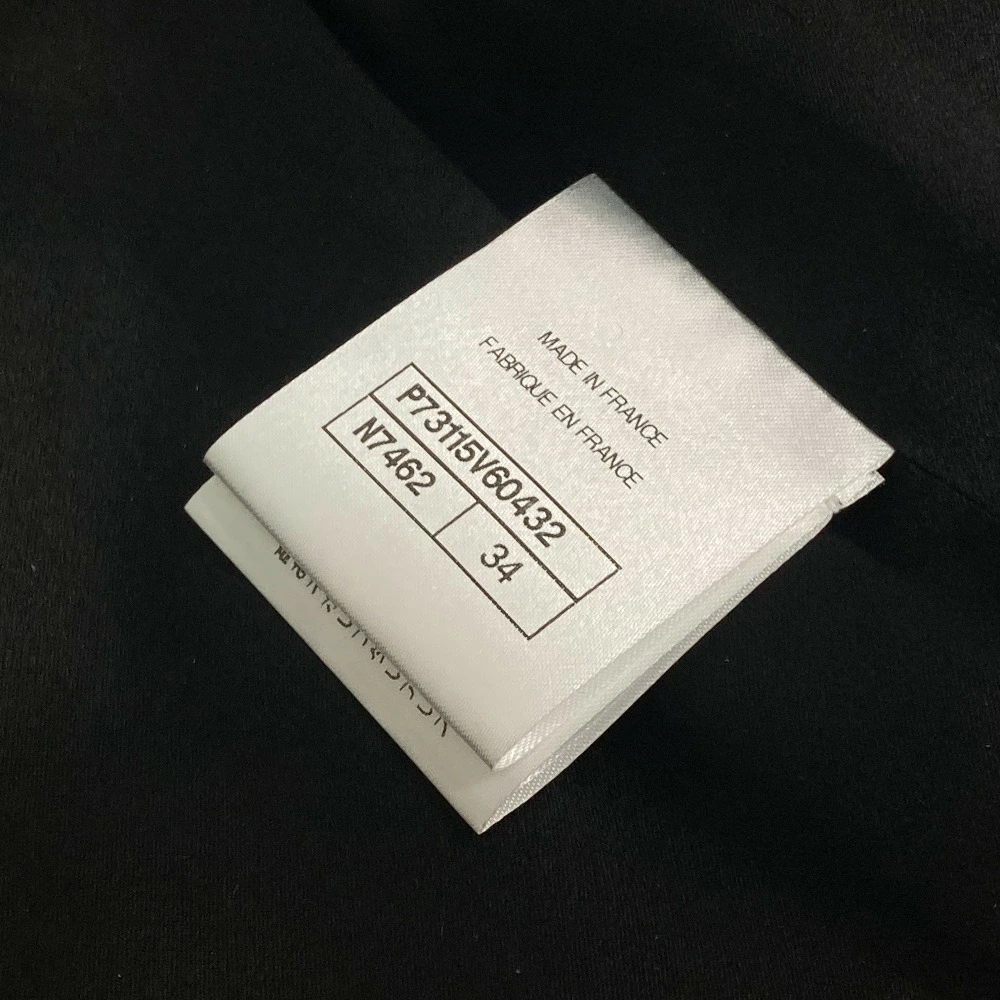 MADE IN FRANCE
FABRIQUE EN FRANCE
P73115V60432
N7462 34